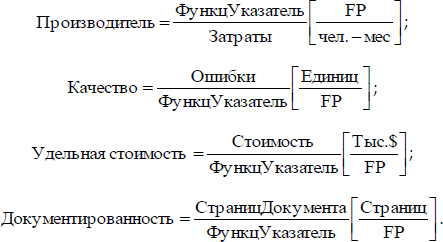 Производитель = ФункцУказатель / Затраты [FP / чел.−мес];
Качество = Ошибки / ФункцУказатель [Единиц / FP];
Удельная стоимость = Стоимость / ФункцУказатель [Тыс.$ / FP];
Документированность = СтраницДокумента / ФункцУказатель [Страниц / FP].